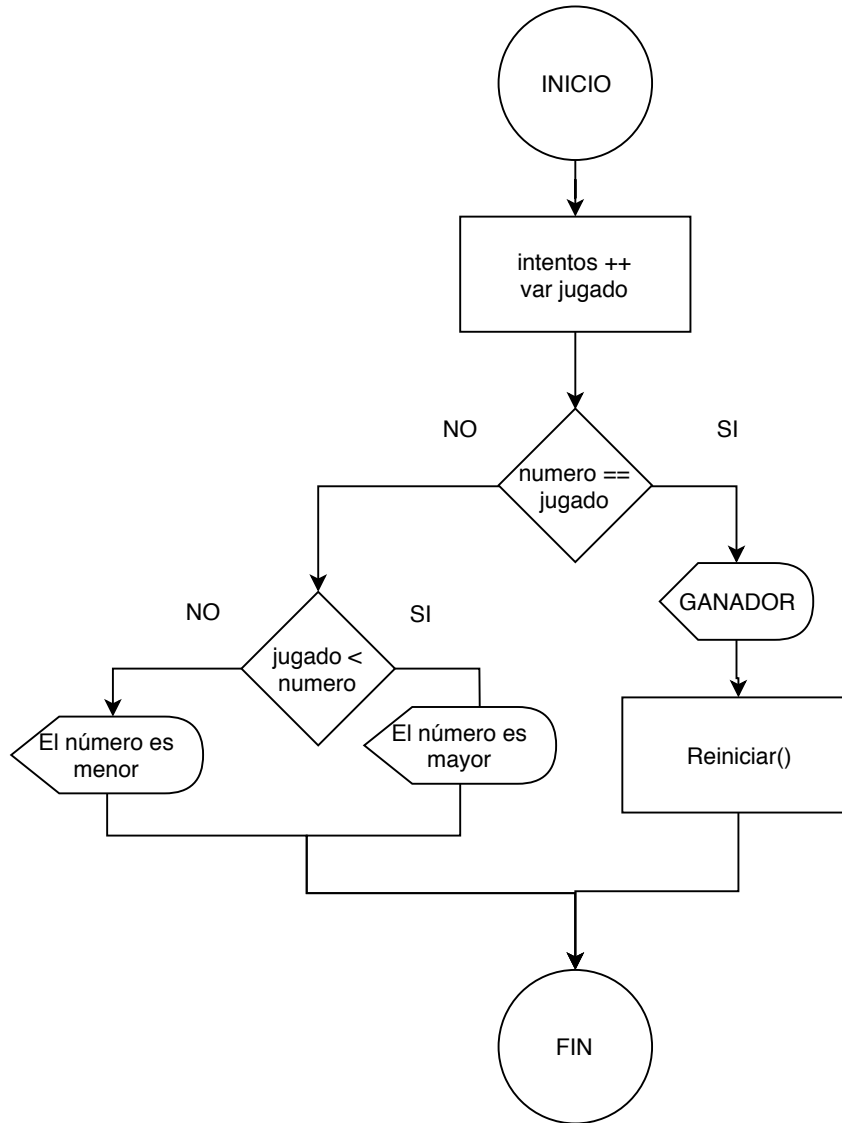 INICIO
intentos ++
var jugado
NO
SI
numero ==
jugado
GANADOR
NO
SI
jugado <
numero
El número es
menor
El número es
mayor
Reiniciar()
FIN